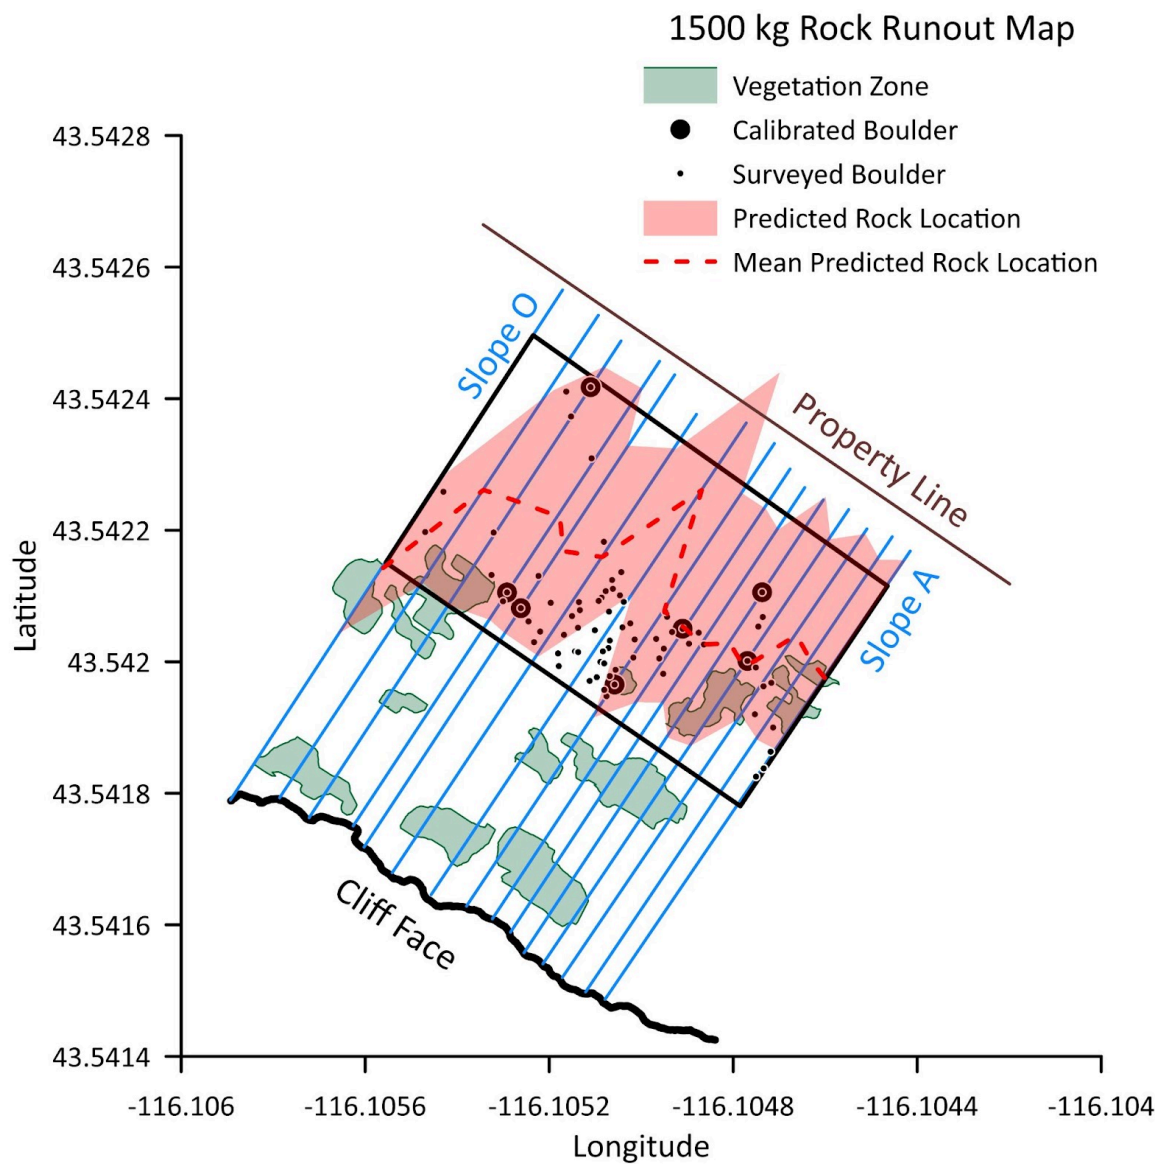 1500 kg Rock Runout Map
Vegetation Zone
Calibrated Boulder
Surveyed Boulder
Predicted Rock Location
Mean Predicted Rock Location
43.5428
43.5426
43.5424
43.5422
43.542
43.5418
43.5416
43.5414
Latitude
Slope O
Property Line
Slope A
Cliff Face
-116.106
-116.1056
-116.1052
-116.1048
-116.1044
-116.104
Longitude